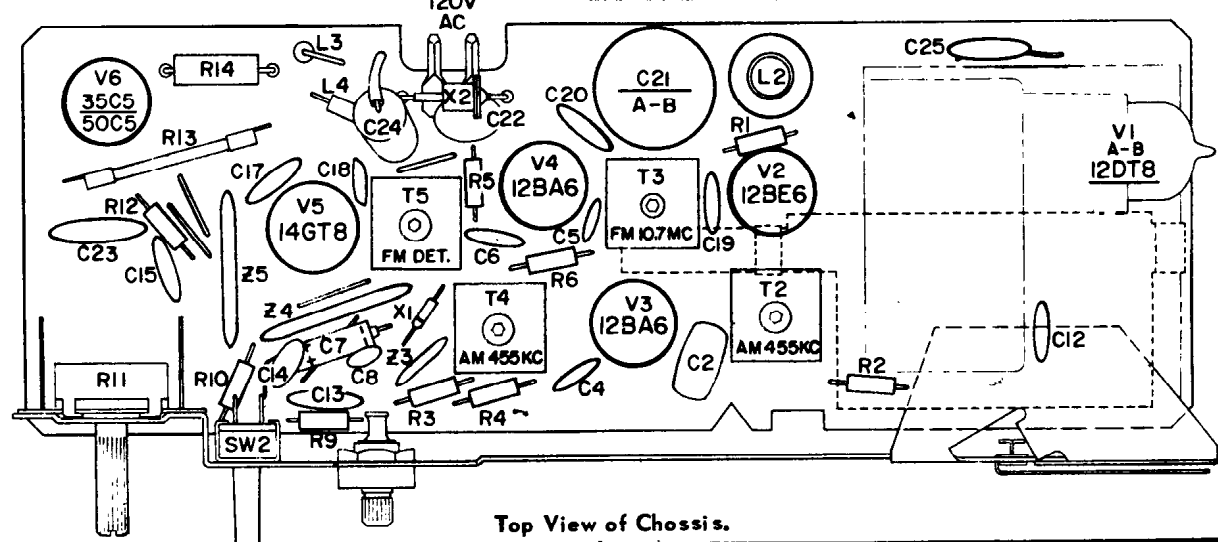 120V
AC
L3
C25
R14
V6
35C5
50C5
L4
X2
C24
C22
C20
C21
A-B
L2
R1
V1
A-B
12DT8
R13
C17
C18
R5
V4
12BA6
T3
FM 10.7MC
V2
12BE6
C19
R12
C23
C15
Z5
V5
14GT8
T5
FM DET.
C6
C5
R6
Z4
X1
T4
AM 455KC
V3
12BA6
T2
AM 455KC
C12
C7
C14
C8
Z3
C2
R2
R11
R10
C13
R3
R4
C4
R9
SW2
Top View of Chossis.